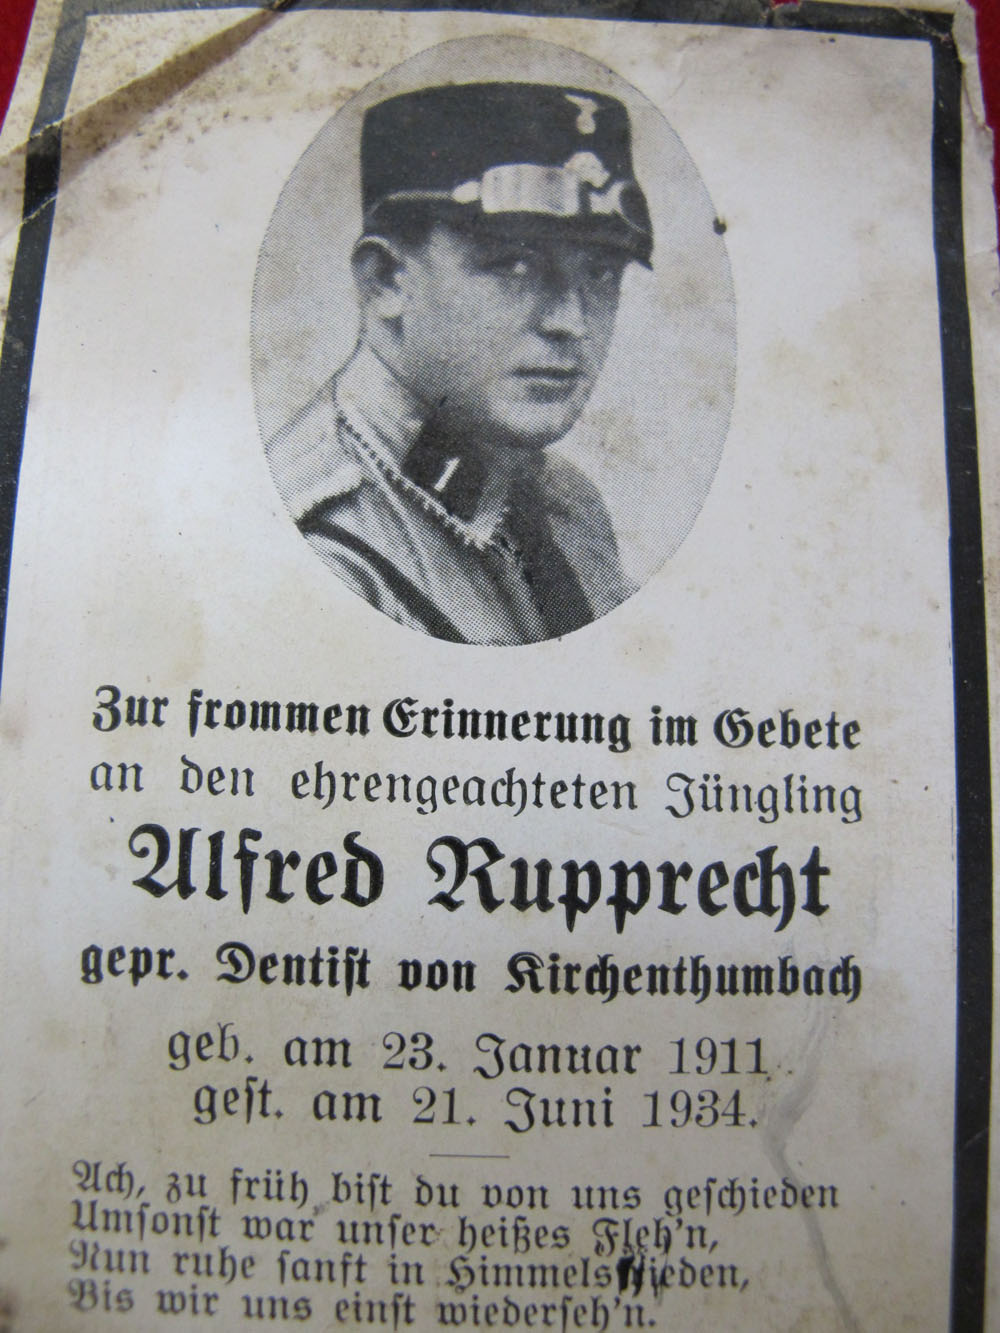 1
Zur frommen Erinnerung im Gebete
an den ehrengeachteten Jüngling
Alfred Rupprecht
gepr. Dentist von Kirchenthumbach
geb. am 23. Januar 1911.
gest. am 21. Juni 1934.
Ach, zu früh bist du von uns geschieden
Umsonst war unser heißes Fleh'n,
Nun ruhe sanft in Himmelsfrieden,
Bis wir uns einst wiederseh'n.